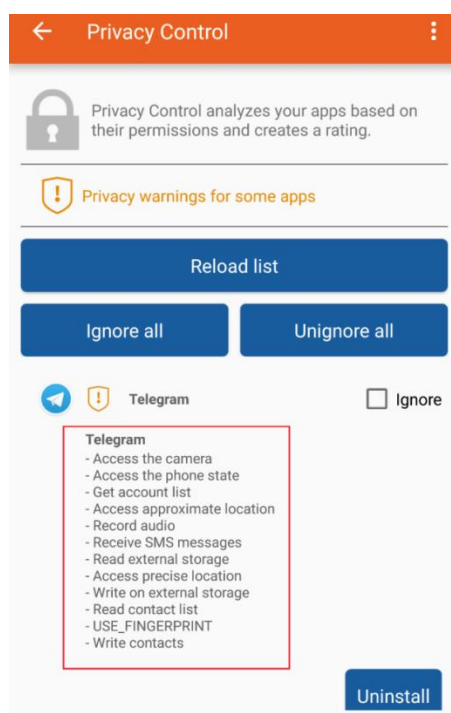 Privacy Control
Privacy Control analyzes your apps based on
their permissions and creates a rating.
Privacy warnings for some apps
Reload list
Ignore all
Unignore all
Telegram
Ignore
Telegram
- Access the camera
- Access the phone state
- Get account list
- Access approximate location
- Record audio
- Receive SMS messages
- Read external storage
- Access precise location
- Write on external storage
- Read contact list
- USE_FINGERPRINT
- Write contacts
Uninstall